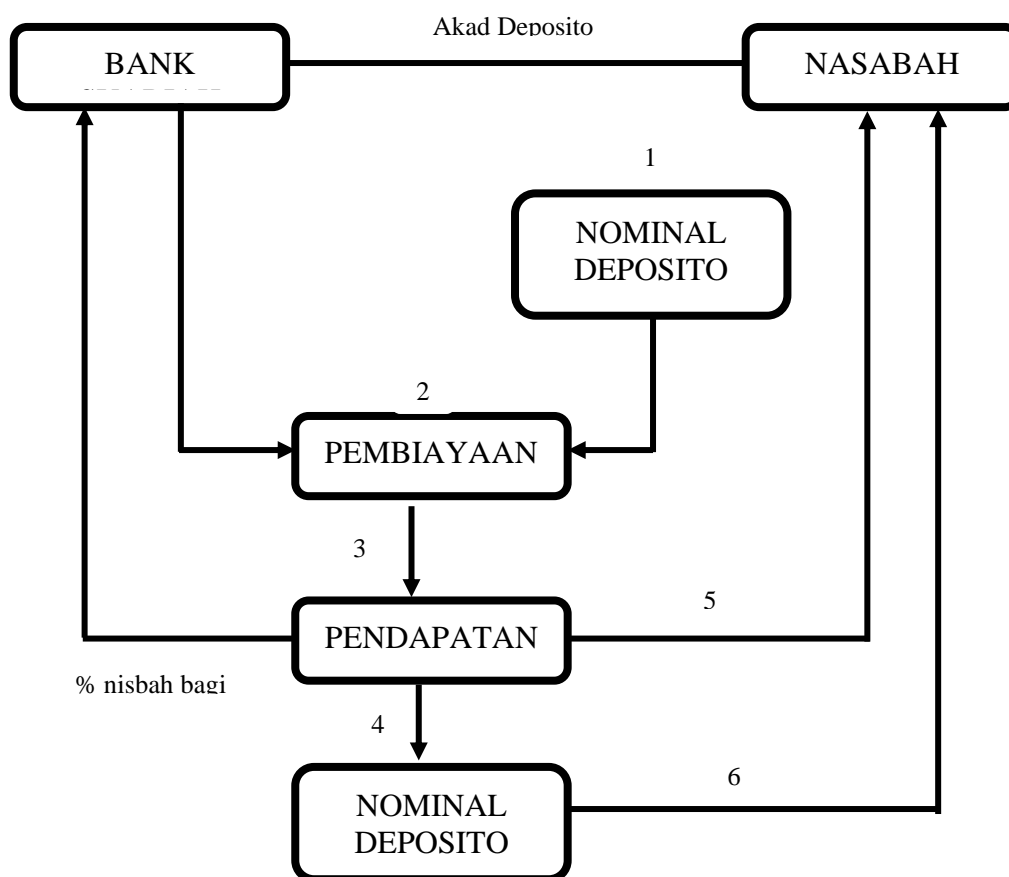 Akad Deposito
BANK
NASABAH
1
NOMINAL
DEPOSITO
2
PEMBIAYAAN
3
5
PENDAPATAN
% nisbah bagi
4
6
NOMINAL
DEPOSITO